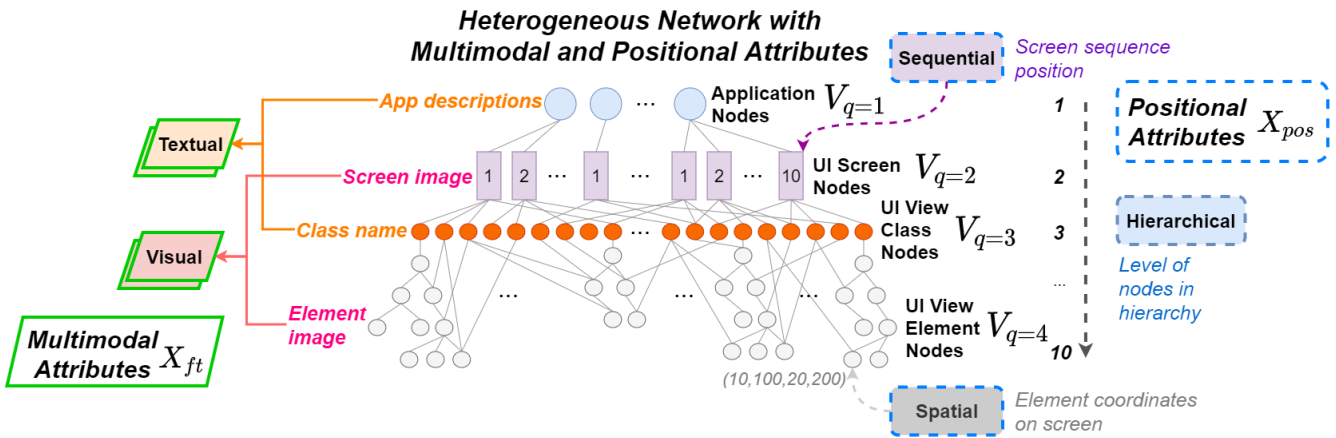 Heterogeneous Network with
Multimodal and Positional Attributes
Sequential
Screen sequence
position
App descriptions
...
Application
Nodes
V_{q=1}
1
Positional
Attributes
X_{pos}
Textual
Screen image
1
2
...
1
...
1
2
...
10
UI Screen
Nodes
V_{q=2}
2
Class name
...
UI View
Class
Nodes
V_{q=3}
3
Hierarchical
Visual
Level of
nodes in
hierarchy
...
...
...
Element
image
UI View
Element
Nodes
V_{q=4}
10
Multimodal
Attributes
X_{ft}
(10,100,20,200)
Spatial
Element coordinates
on screen